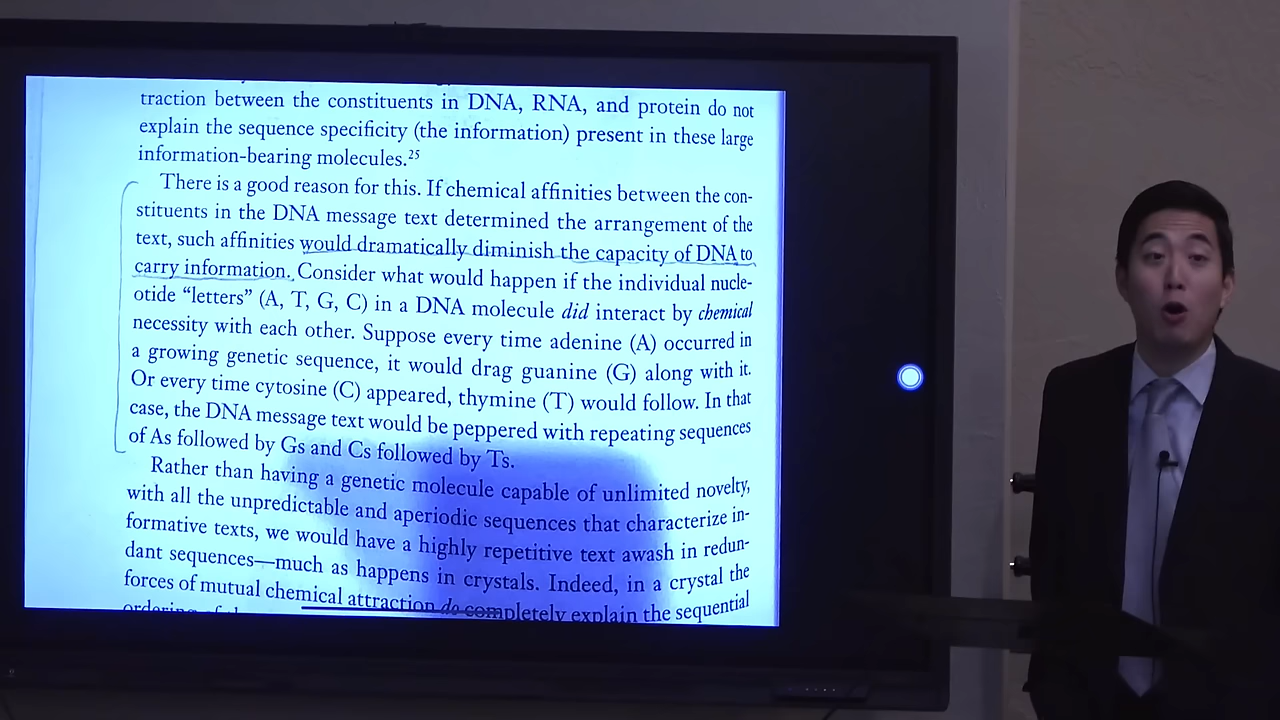 traction between the constituents in DNA, RNA, and protein do not
explain the sequence specificity (the information) present in these large
information-bearing molecules.25
There is a good reason for this. If chemical affinities between the con-
stituents in the DNA message text determined the arrangement of the
text, such affinities would dramatically diminish the capacity of DNA to
carry information. Consider what would happen if the individual nucle-
otide “letters” (A, T, G, C) in a DNA molecule did interact by chemical
necessity with each other. Suppose every time adenine (A) occurred in
a growing genetic sequence, it would drag guanine (G) along with it.
Or every time cytosine (C) appeared, thymine (T) would follow. In that
case, the DNA message text would be peppered with repeating sequences
of As followed by Gs and Cs followed by Ts.
Rather than having a genetic molecule capable of unlimited novelty,
with all the unpredictable and aperiodic sequences that characterize in-
formative texts, we would have a highly repetitive text awash in redun-
dant sequences—much as happens in crystals. Indeed, in a crystal the
forces of mutual chemical attraction do completely explain the sequential